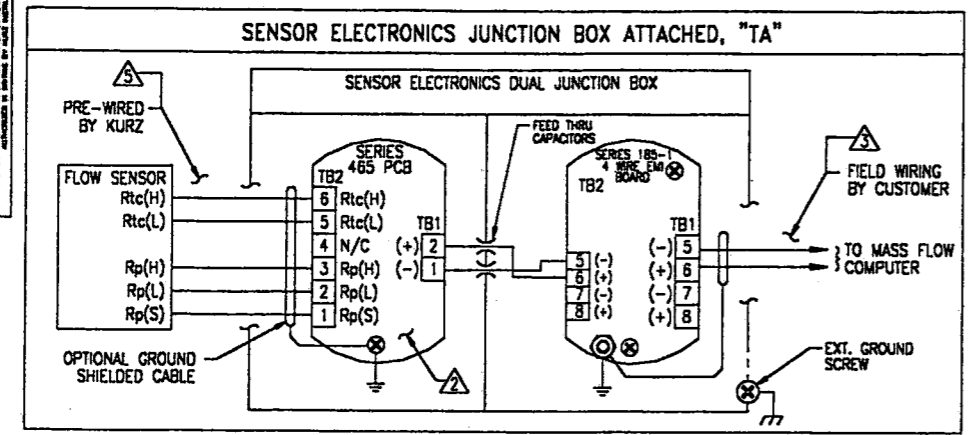 SENSOR ELECTRONICS JUNCTION BOX ATTACHED, "TA"
5
PRE-WIRED
BY KURZ
SENSOR ELECTRONICS DUAL JUNCTION BOX
FEED THRU
CAPACITORS
3
FIELD WIRING
BY CUSTOMER
FLOW SENSOR
Rtc(H)
Rtc(L)
Rp(H)
Rp(L)
Rp(S)
SERIES
465 PCB
TB2
6 Rtc(H)
5 Rtc(L)
4 N/C
3 Rp(H)
2 Rp(L)
1 Rp(S)
TB1
(+) 2
(-) 1
SERIES 185-1
4 WIRE EMI
BOARD
TB2
5 (-)
6 (+)
7 (-)
8 (+)
TB1
(-) 5
(+) 6
(-) 7
(+) 8
TO MASS FLOW
COMPUTER
OPTIONAL GROUND
SHIELDED CABLE
2
EXT. GROUND
SCREW